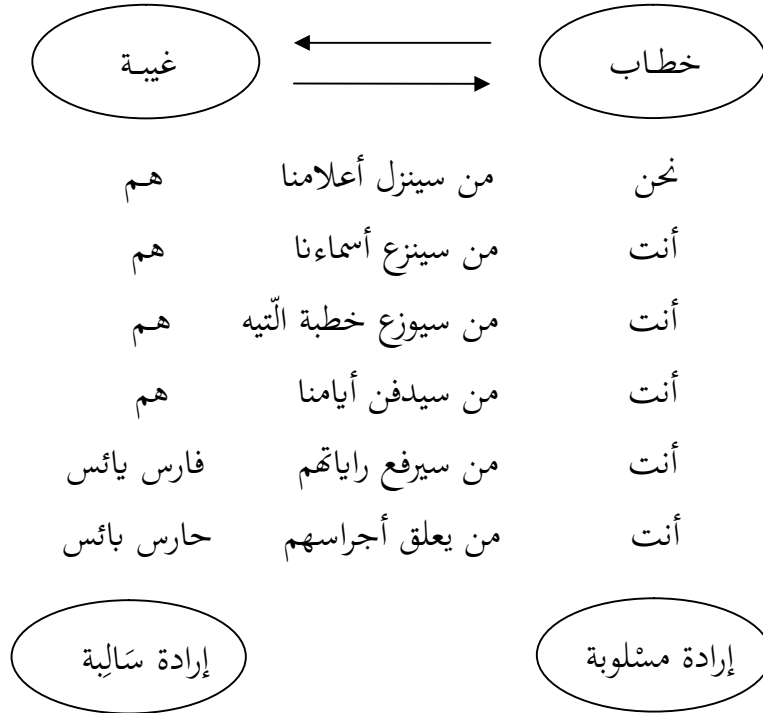 خطاب غيبة
نحن من سينزل أعلامنا هم
أنت من سينزع أسماءنا هم
أنت من سيوزع خطبة الّتيه هم
أنت من سيدفن أيامنا هم
أنت من سيرفع راياتهم فارس يائس
أنت من يعلق أجراسهم حارس بائس
إرادة مسْلوبة إرادة سَالِبة